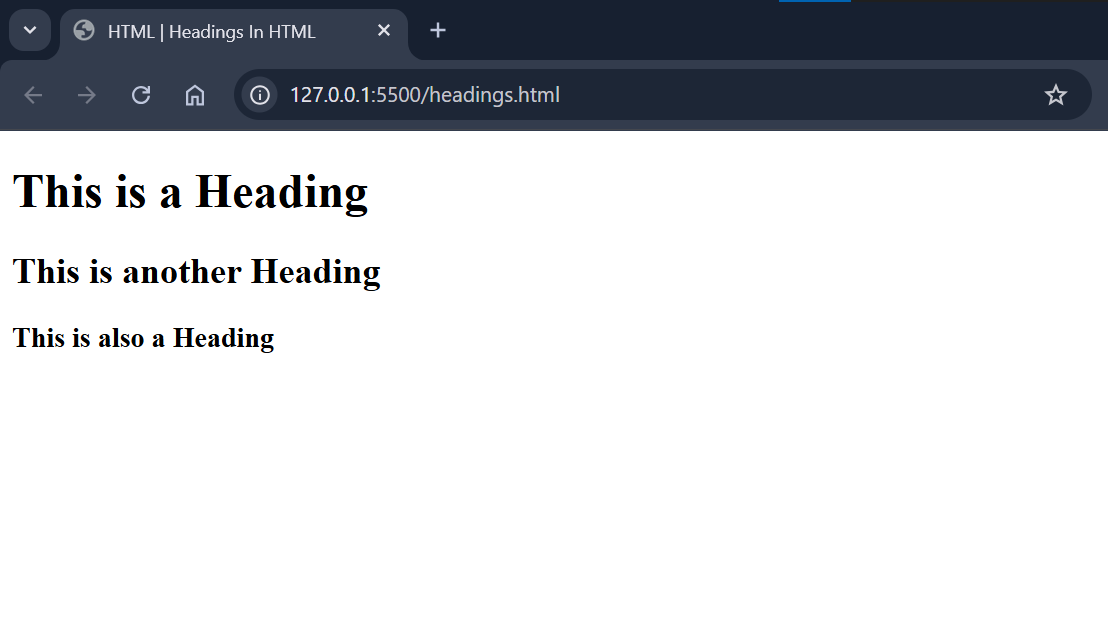 HTML | Headings In HTML
127.0.0.1:5500/headings.html
This is a Heading
This is another Heading
This is also a Heading